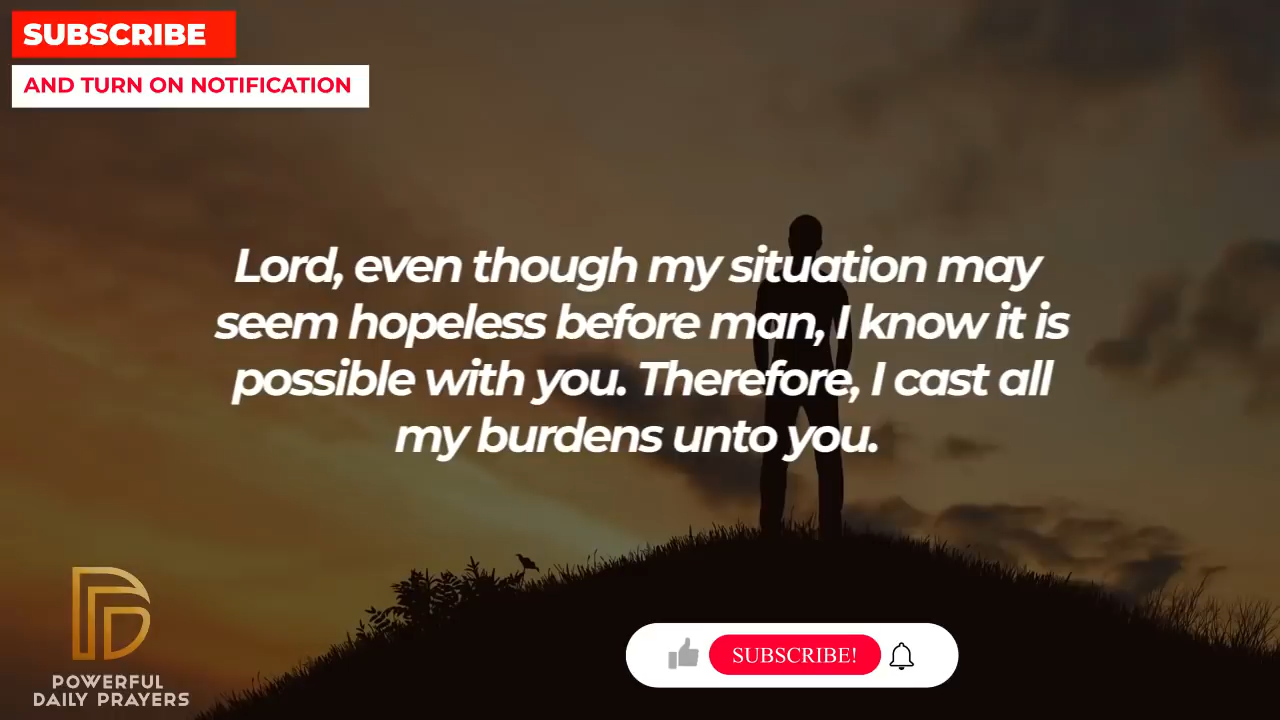 SUBSCRIBE
AND TURN ON NOTIFICATION
Lord, even though my situation may
seem hopeless before man, I know it is
possible with you. Therefore, I cast all
my burdens unto you.
SUBSCRIBE!
POWERFUL
DAILY PRAYERS